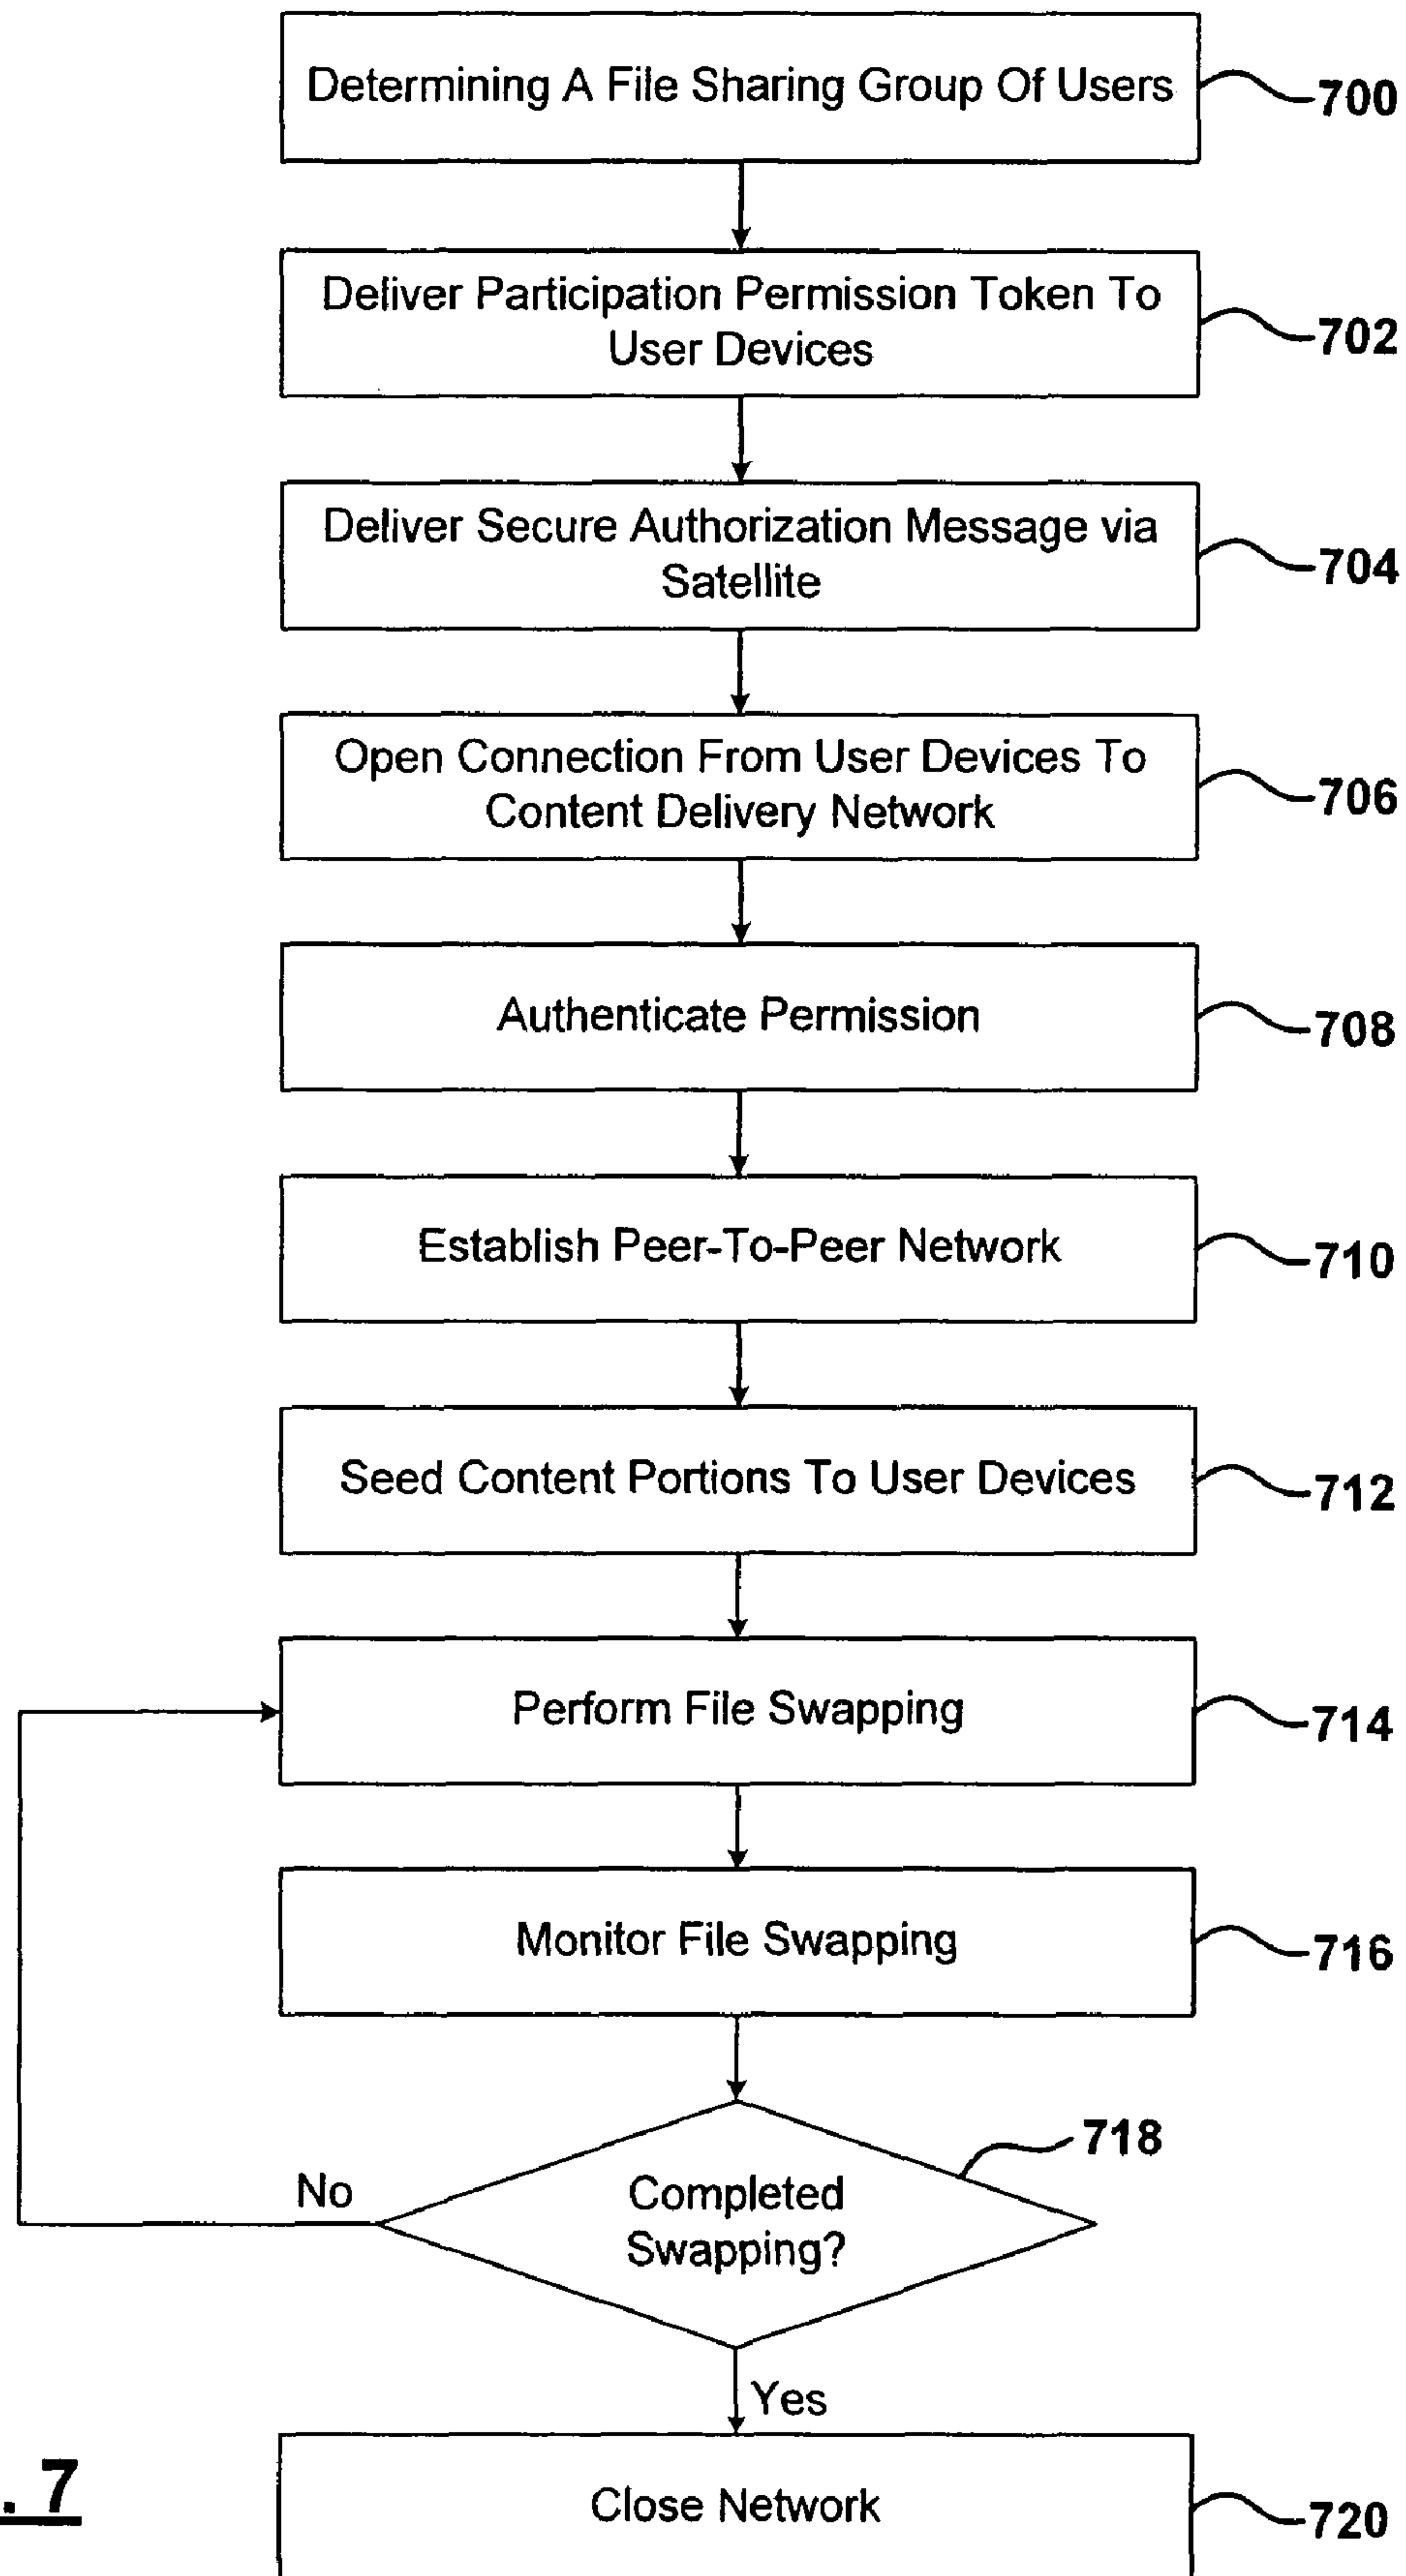 Determining A File Sharing Group Of Users
700
Deliver Participation Permission Token To
User Devices
702
Deliver Secure Authorization Message via
Satellite
704
Open Connection From User Devices To
Content Delivery Network
706
Authenticate Permission
708
Establish Peer-To-Peer Network
710
Seed Content Portions To User Devices
712
Perform File Swapping
714
Monitor File Swapping
716
718
No
Completed
Swapping?
Yes
. 7
Close Network
720